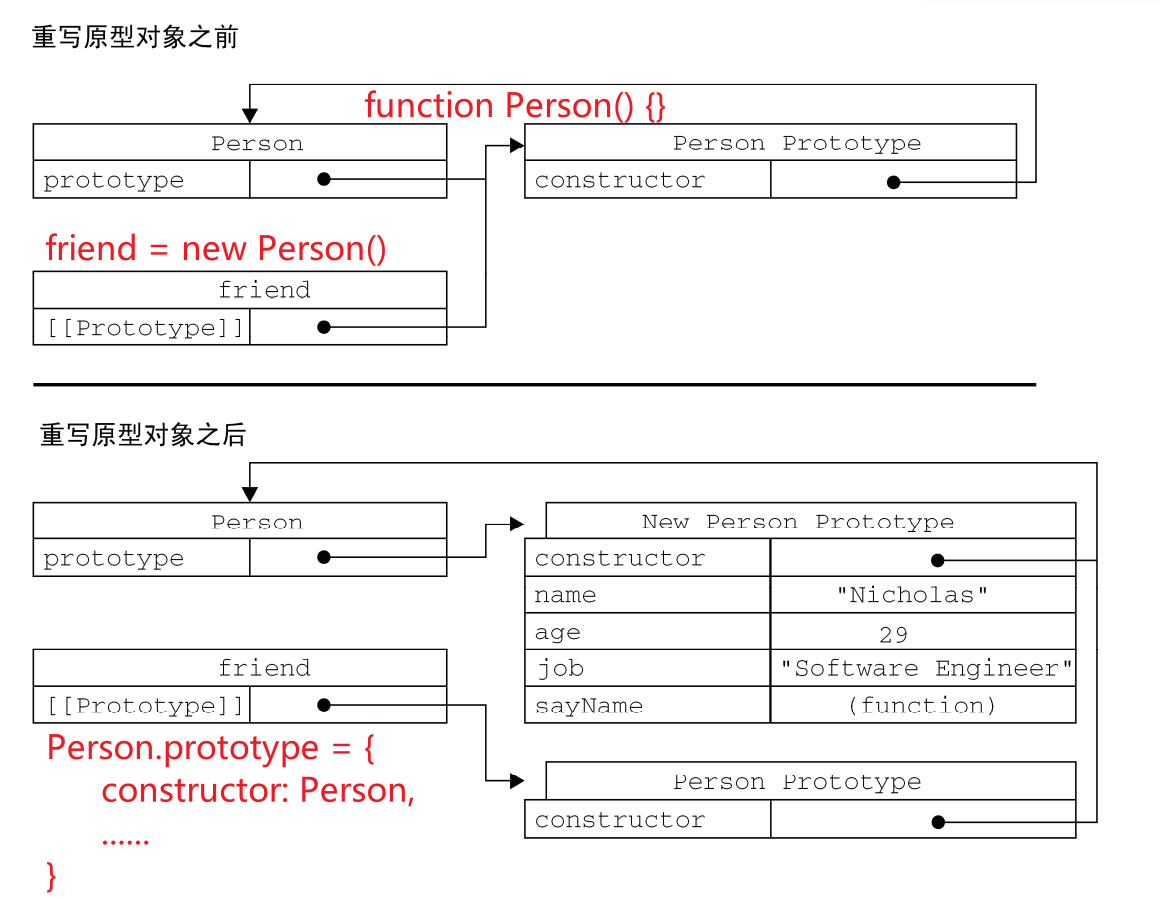 重写原型对象之前
function Person() {}
Person
Person Prototype
prototype
constructor
friend = new Person()
friend
[[Prototype]]
重写原型对象之后
Person
New Person Prototype
prototype
constructor
name "Nicholas"
age 29
friend
job "Software Engineer"
[[Prototype]]
sayName (function)
Person.prototype = {
constructor: Person,
......
}
Person Prototype
constructor